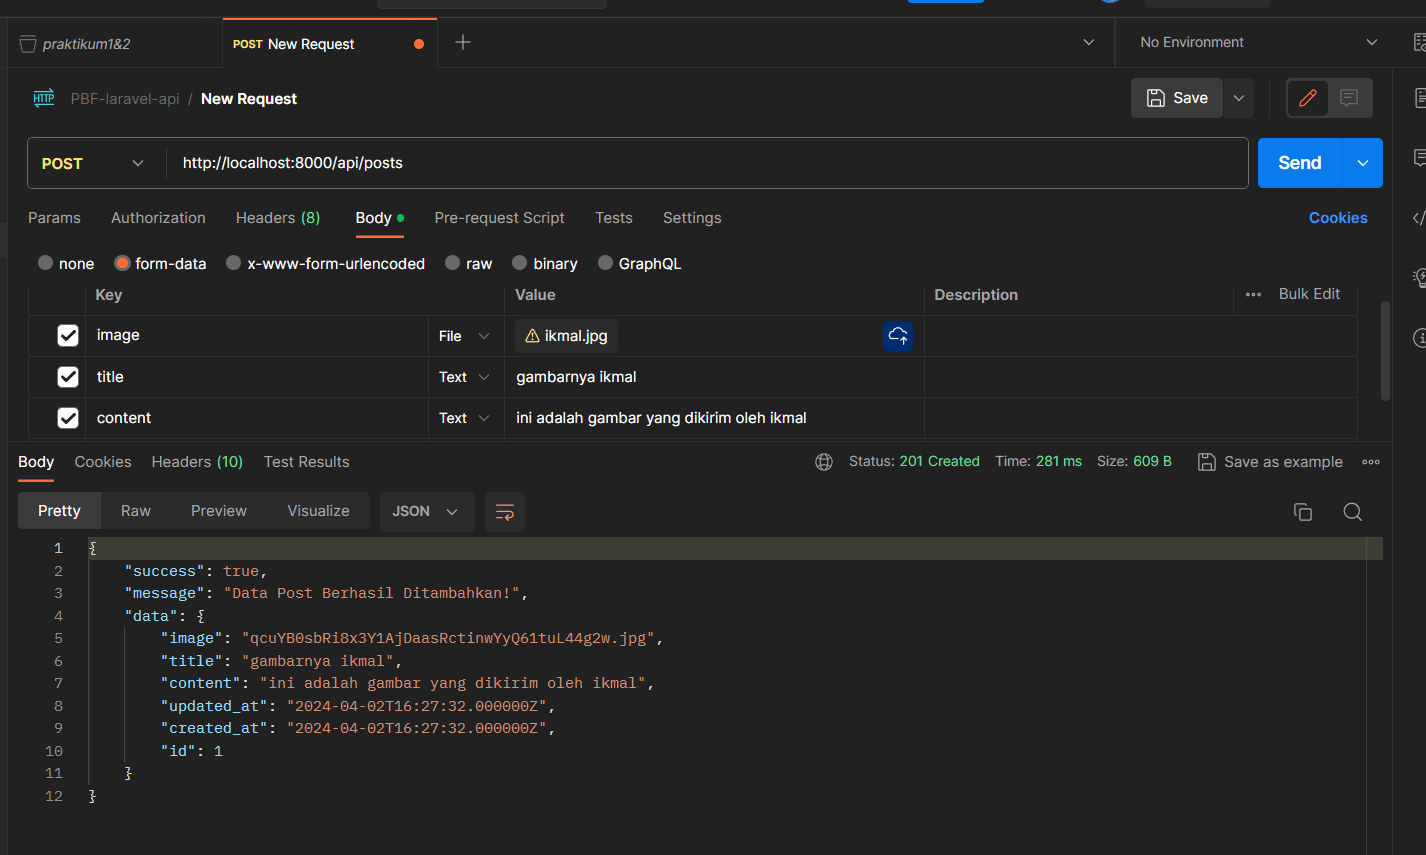 praktikum1&2
POST New Request
No Environment
HTTP PBF-laravel-api / New Request
Save
POST http://localhost:8000/api/posts
Send
Params Authorization Headers (8) Body Pre-request Script Tests Settings Cookies
none form-data x-www-form-urlencoded raw binary GraphQL
Key Value Description Bulk Edit
image File ikmal.jpg
title Text gambarnya ikmal
content Text ini adalah gambar yang dikirim oleh ikmal
Body Cookies Headers (10) Test Results Status: 201 Created Time: 281 ms Size: 609 B Save as example
Pretty Raw Preview Visualize JSON
1 {
2 "success": true,
3 "message": "Data Post Berhasil Ditambahkan!",
4 "data": {
5 "image": "qcuYB0sbRi8x3Y1AjDaasRctinwYyQ61tuL44g2w.jpg",
6 "title": "gambarnya ikmal",
7 "content": "ini adalah gambar yang dikirim oleh ikmal",
8 "updated_at": "2024-04-02T16:27:32.000000Z",
9 "created_at": "2024-04-02T16:27:32.000000Z",
10 "id": 1
11 }
12 }